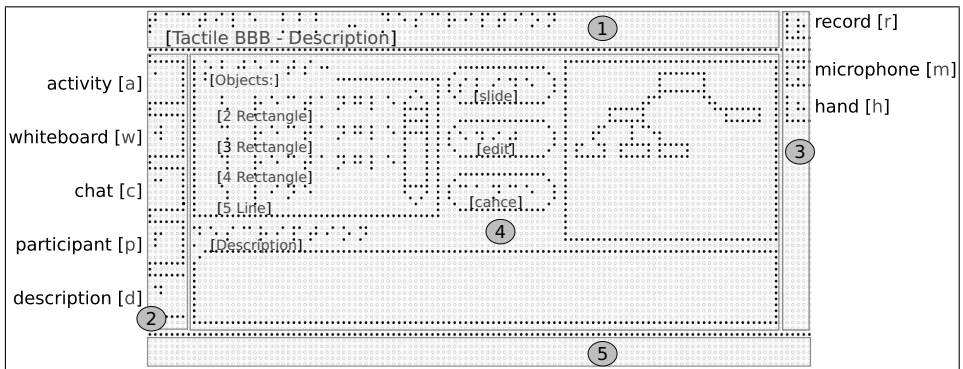 [Tactile BBB - Description]
1
record [r]
microphone [m]
hand [h]
3
activity [a]
whiteboard [w]
chat [c]
participant [p]
description [d]
2
[Objects:]
[2 Rectangle]
[3 Rectangle]
[4 Rectangle]
[5 Line]
[slide]
[edit]
[cance]
4
[Description]
5